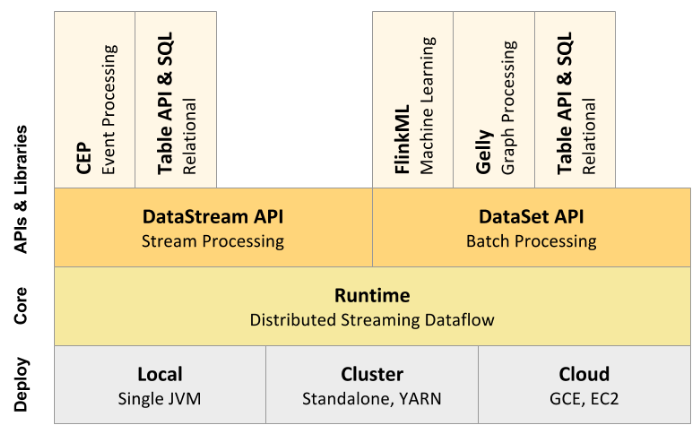 APIs & Libraries
CEP
Event Processing
Table API & SQL
Relational
FlinkML
Machine Learning
Gelly
Graph Processing
Table API & SQL
Relational
DataStream API
Stream Processing
DataSet API
Batch Processing
Core
Runtime
Distributed Streaming Dataflow
Deploy
Local
Single JVM
Cluster
Standalone, YARN
Cloud
GCE, EC2